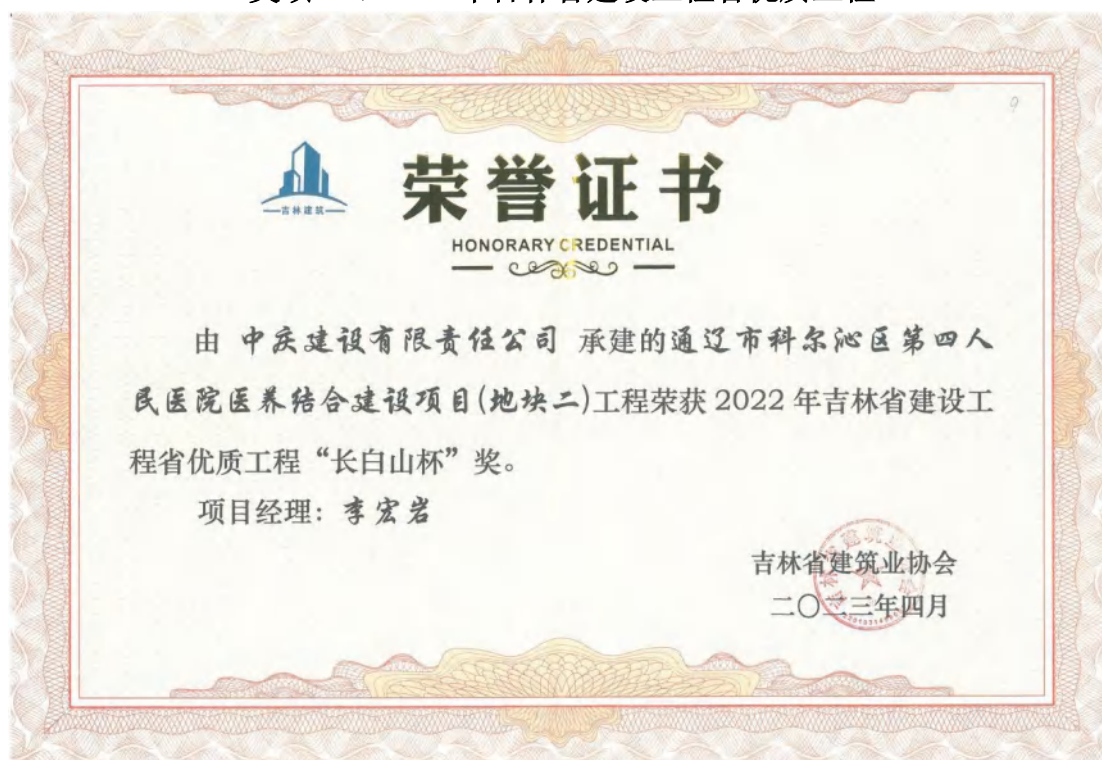 9
吉林建筑
荣誉证书
HONORARY CREDENTIAL
由 中庆建设有限责任公司 承建的通辽市科尔沁区第四人
民医院医养结合建设项目(地块二)工程荣获 2022 年吉林省建设工
程省优质工程“长白山杯”奖。
项目经理：李宏岩
吉林省建筑业协会
二〇二三年四月